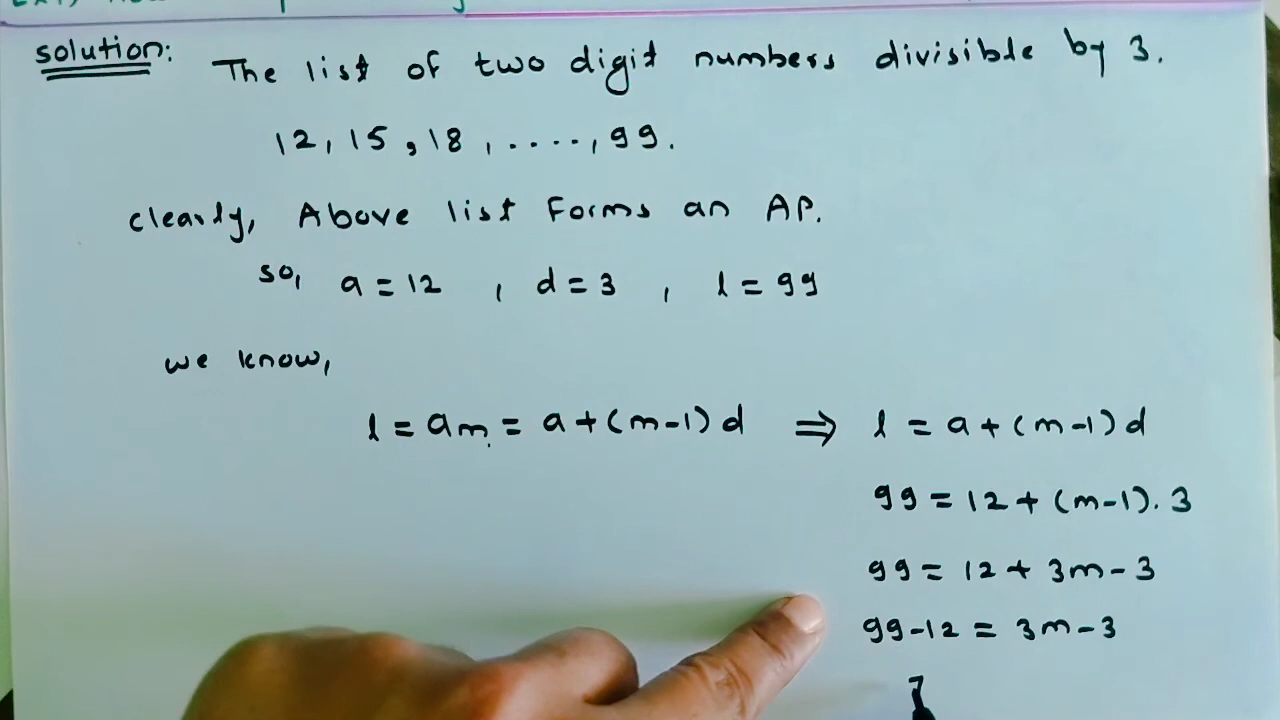 solution: The list of two digit numbers divisible by 3.
12, 15, 18, ...., 99.
clearly, Above list Forms an AP.
so, a = 12 , d = 3 , l = 99
we know,
l = am = a + (m-1) d ⇒ l = a + (m-1) d
99 = 12 + (m-1). 3
99 = 12 + 3m - 3
99-12 = 3m - 3